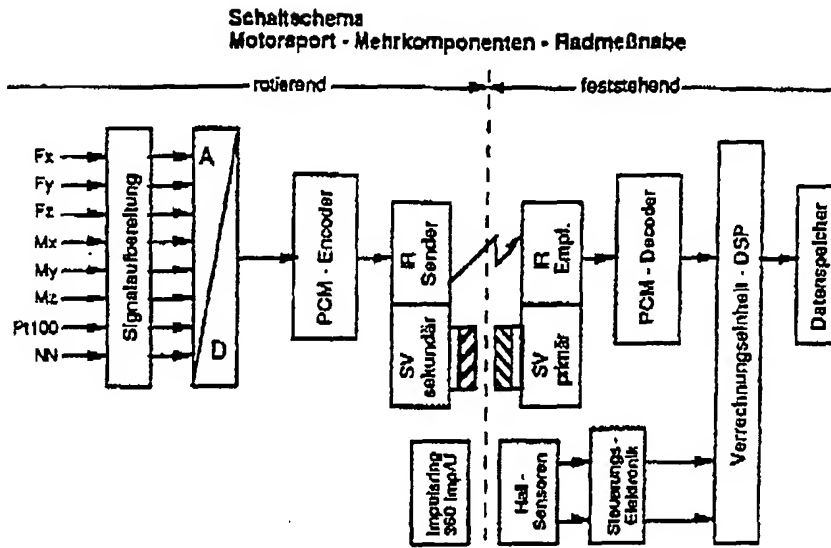 Schaltschema
Motorsport - Mehrkomponenten - Radmeßnabe
rotierend
feststehend
Fx
Fy
Fz
Mx
My
Mz
Pt100
NN
Signalaufbereitung
A
D
PCM - Encoder
IR
Sender
SV
sekundär
IR
Empf.
SV
primär
PCM - Decoder
Verrechnungseinheit - DSP
Datenspeicher
Impulsring
360 Imp/U
Hall -
Sensoren
Steuerungs-
Elektronik